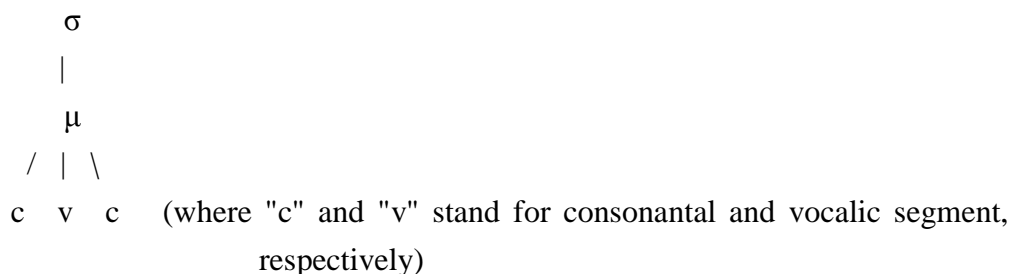 σ
|
μ
/ | \
c v c (where "c" and "v" stand for consonantal and vocalic segment,
respectively)